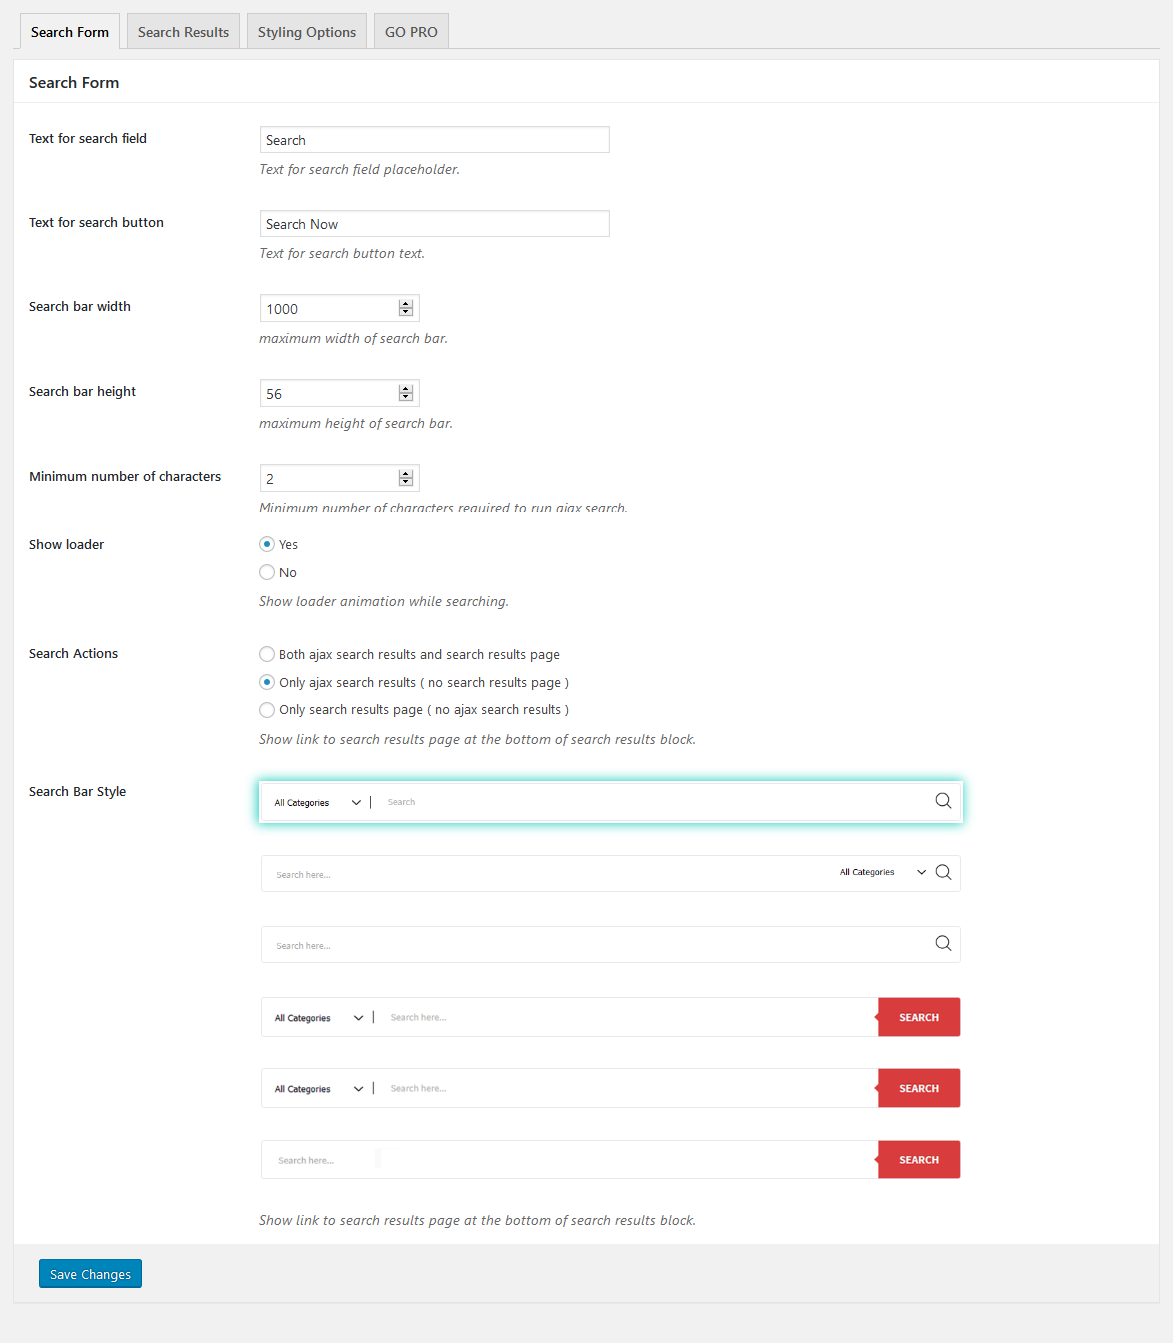 Search Form
Search Results
Styling Options
GO PRO
Search Form
Text for search field
Search
Text for search field placeholder.
Text for search button
Search Now
Text for search button text.
Search bar width
1000
maximum width of search bar.
Search bar height
56
maximum height of search bar.
Minimum number of characters
2
Minimum number of characters required to run ajax search.
Show loader
Yes
No
Show loader animation while searching.
Search Actions
Both ajax search results and search results page
Only ajax search results ( no search results page )
Only search results page ( no ajax search results )
Show link to search results page at the bottom of search results block.
Search Bar Style
All Categories
Search
Search here...
All Categories
Search here...
All Categories
Search here...
SEARCH
All Categories
Search here...
SEARCH
Search here...
SEARCH
Show link to search results page at the bottom of search results block.
Save Changes